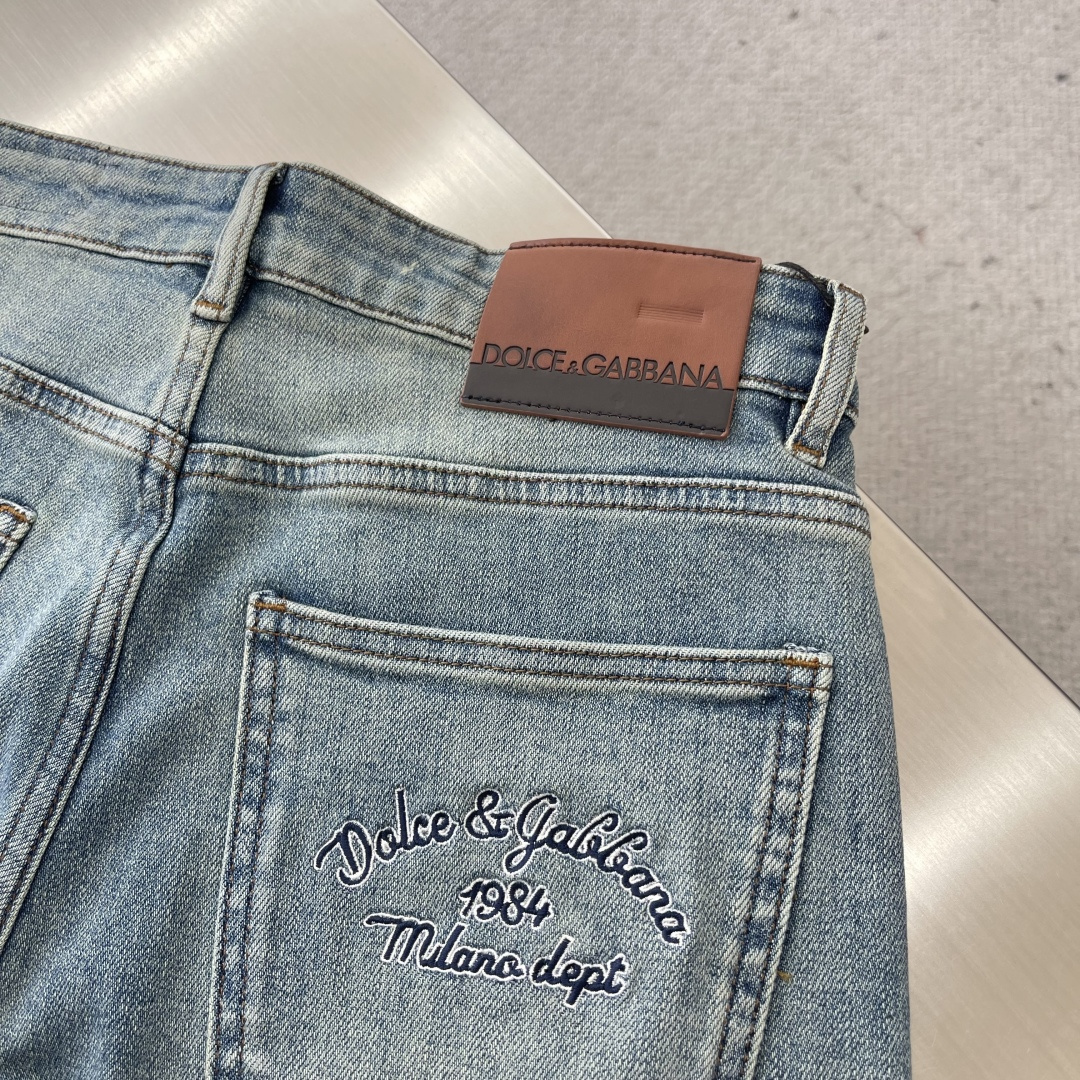 DOLCE&GABBANA
Dolce & Gabbana
1984
Milano dept